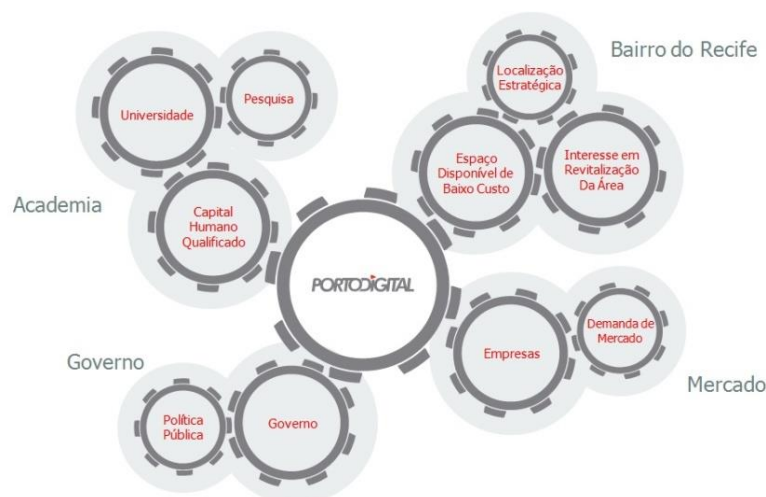 Bairro do Recife
Localização
Estratégica
Universidade
Pesquisa
Espaço
Disponível de
Baixo Custo
Interesse em
Revitalização
Da Área
Academia
Capital
Humano
Qualificado
PORTODIGITAL
Governo
Empresas
Demanda de
Mercado
Mercado
Política
Pública
Governo